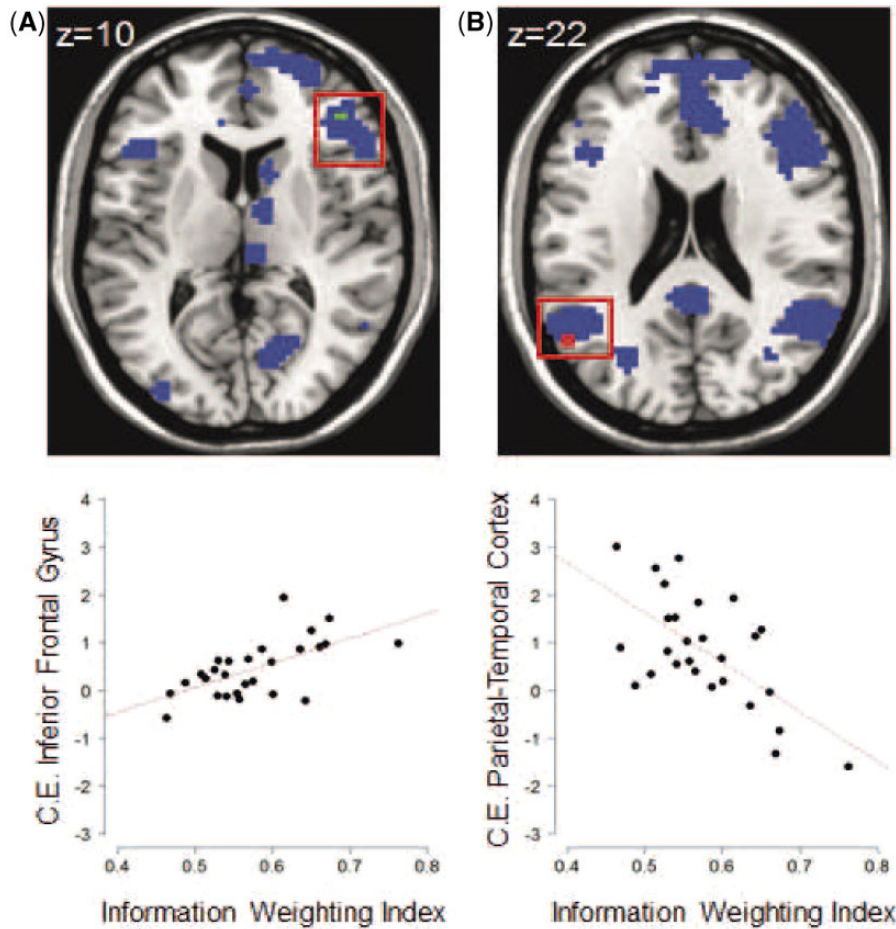 (A)
z=10
(B)
z=22
C.E. Inferior Frontal Gyrus
4
3
2
1
0
-1
-2
-3
0.4 0.5 0.6 0.7 0.8
Information Weighting Index
C.E. Parietal-Temporal Cortex
4
3
2
1
0
-1
-2
-3
0.4 0.5 0.6 0.7 0.8
Information Weighting Index